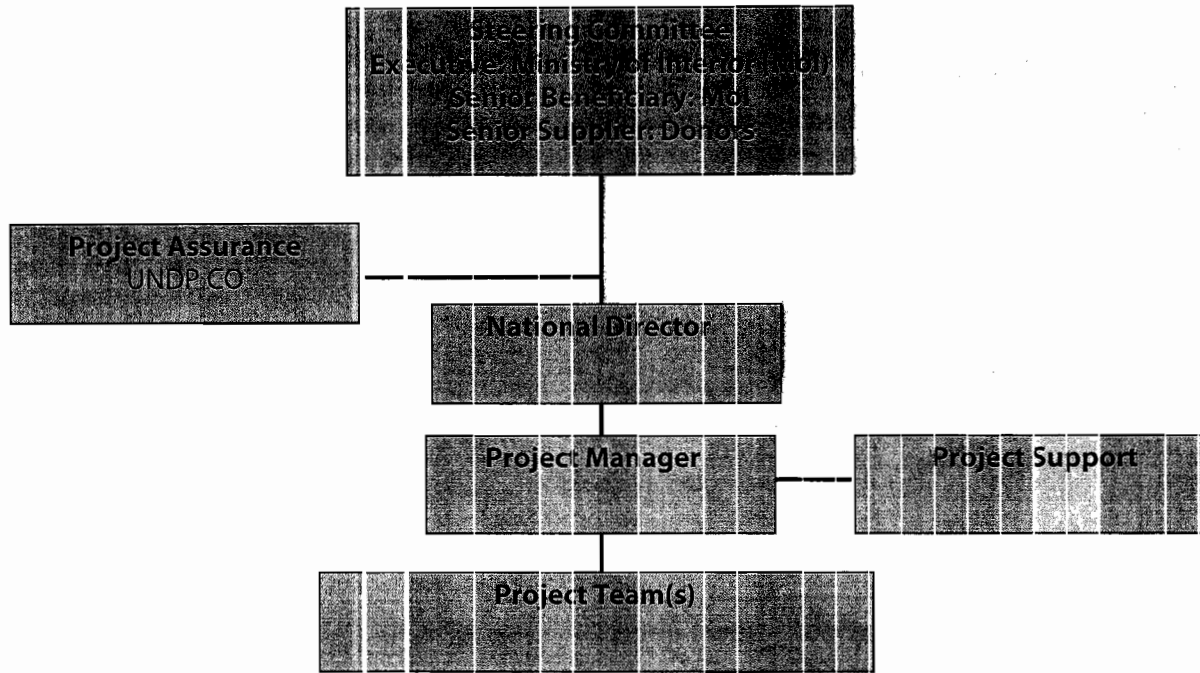 Steering Committee
Executive: Ministry of Interior (MoI)
Senior Beneficiary: MoI
Senior Supplier: Donors
Project Assurance
UNDP CO
National Director
Project Manager
Project Support
Project Team(s)